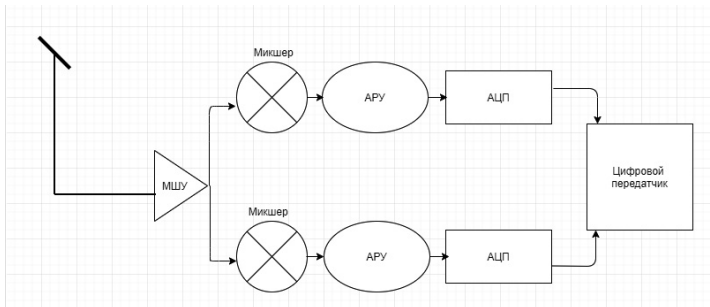 Микшер
АРУ
АЦП
МШУ
Цифровой
передатчик
Микшер
АРУ
АЦП